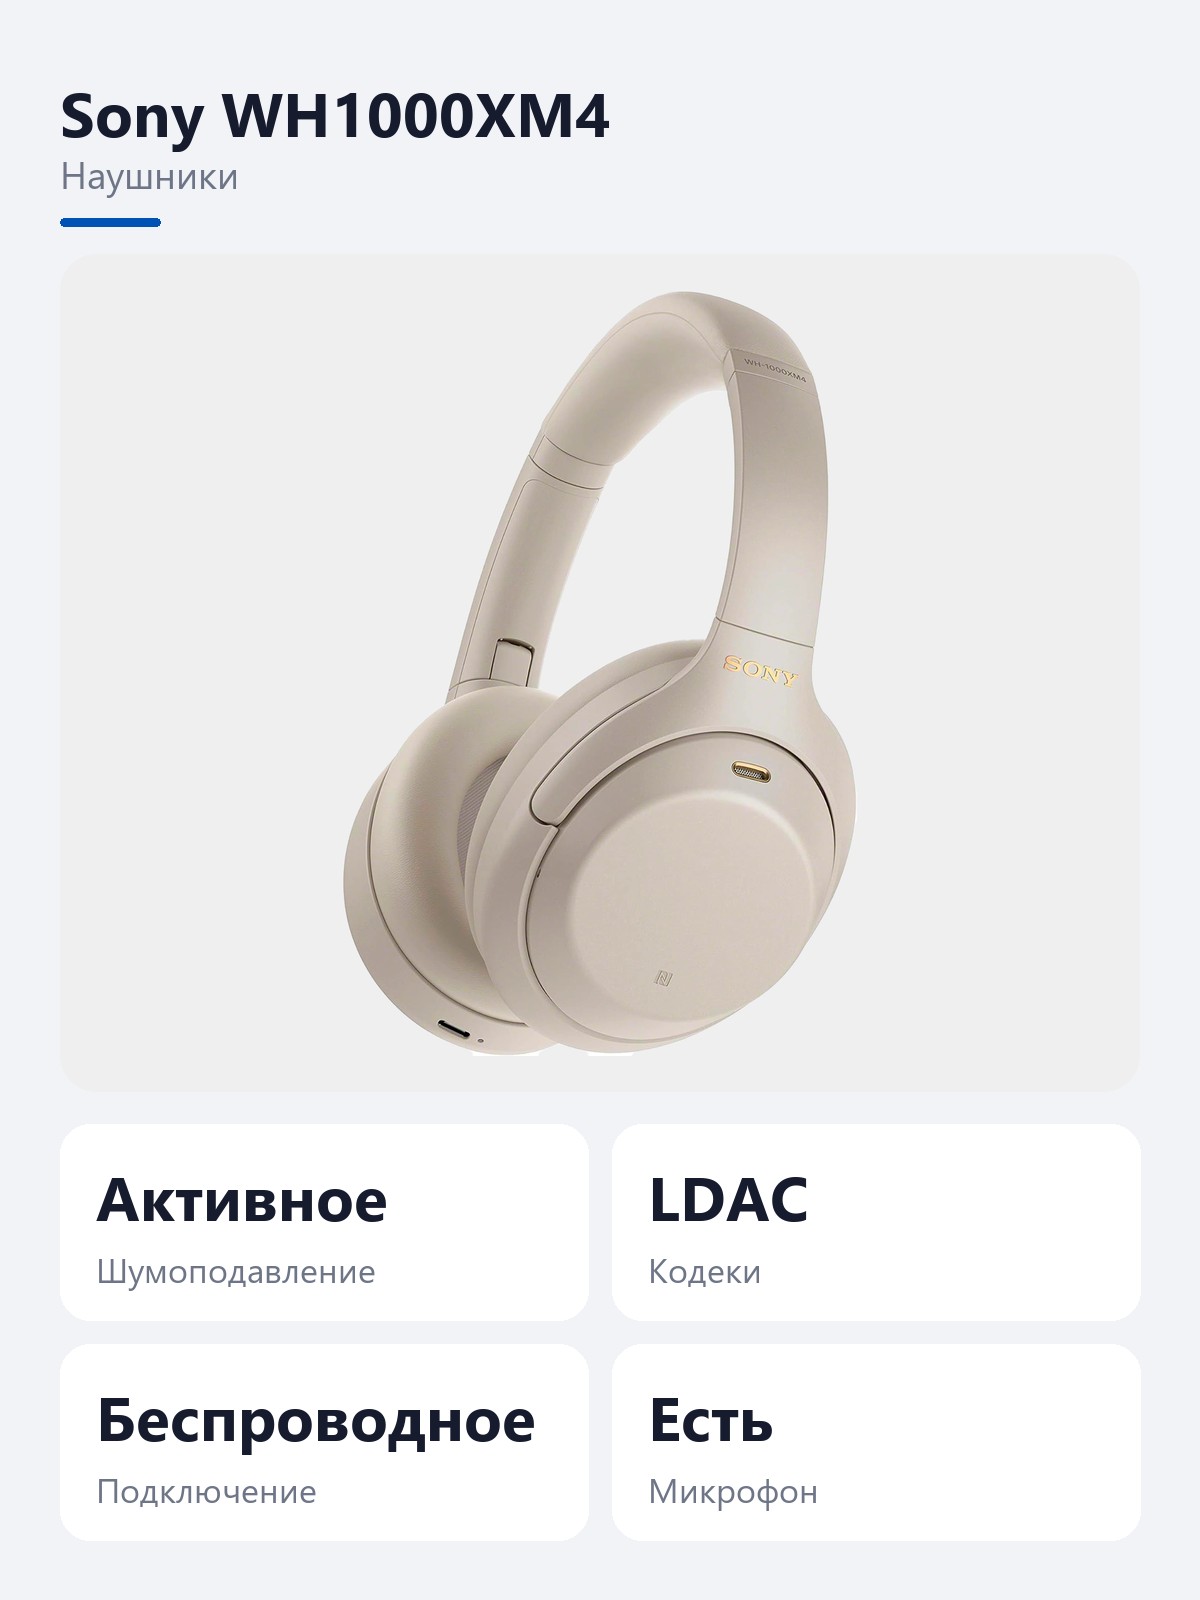 Sony WH1000XM4
Наушники
WH-1000XM4
SONY
Активное
Шумоподавление
LDAC
Кодеки
Беспроводное
Подключение
Есть
Микрофон